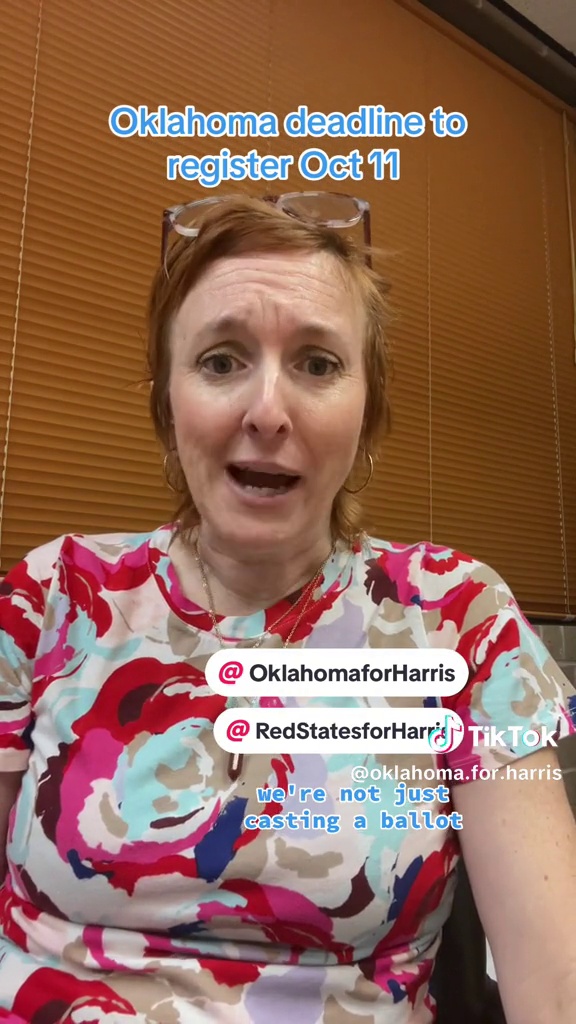 Oklahoma deadline to
register Oct 11
@ OklahomaforHarris
@ RedStatesforHarris
TikTok
@oklahoma.for.harris
we're not just
casting a ballot